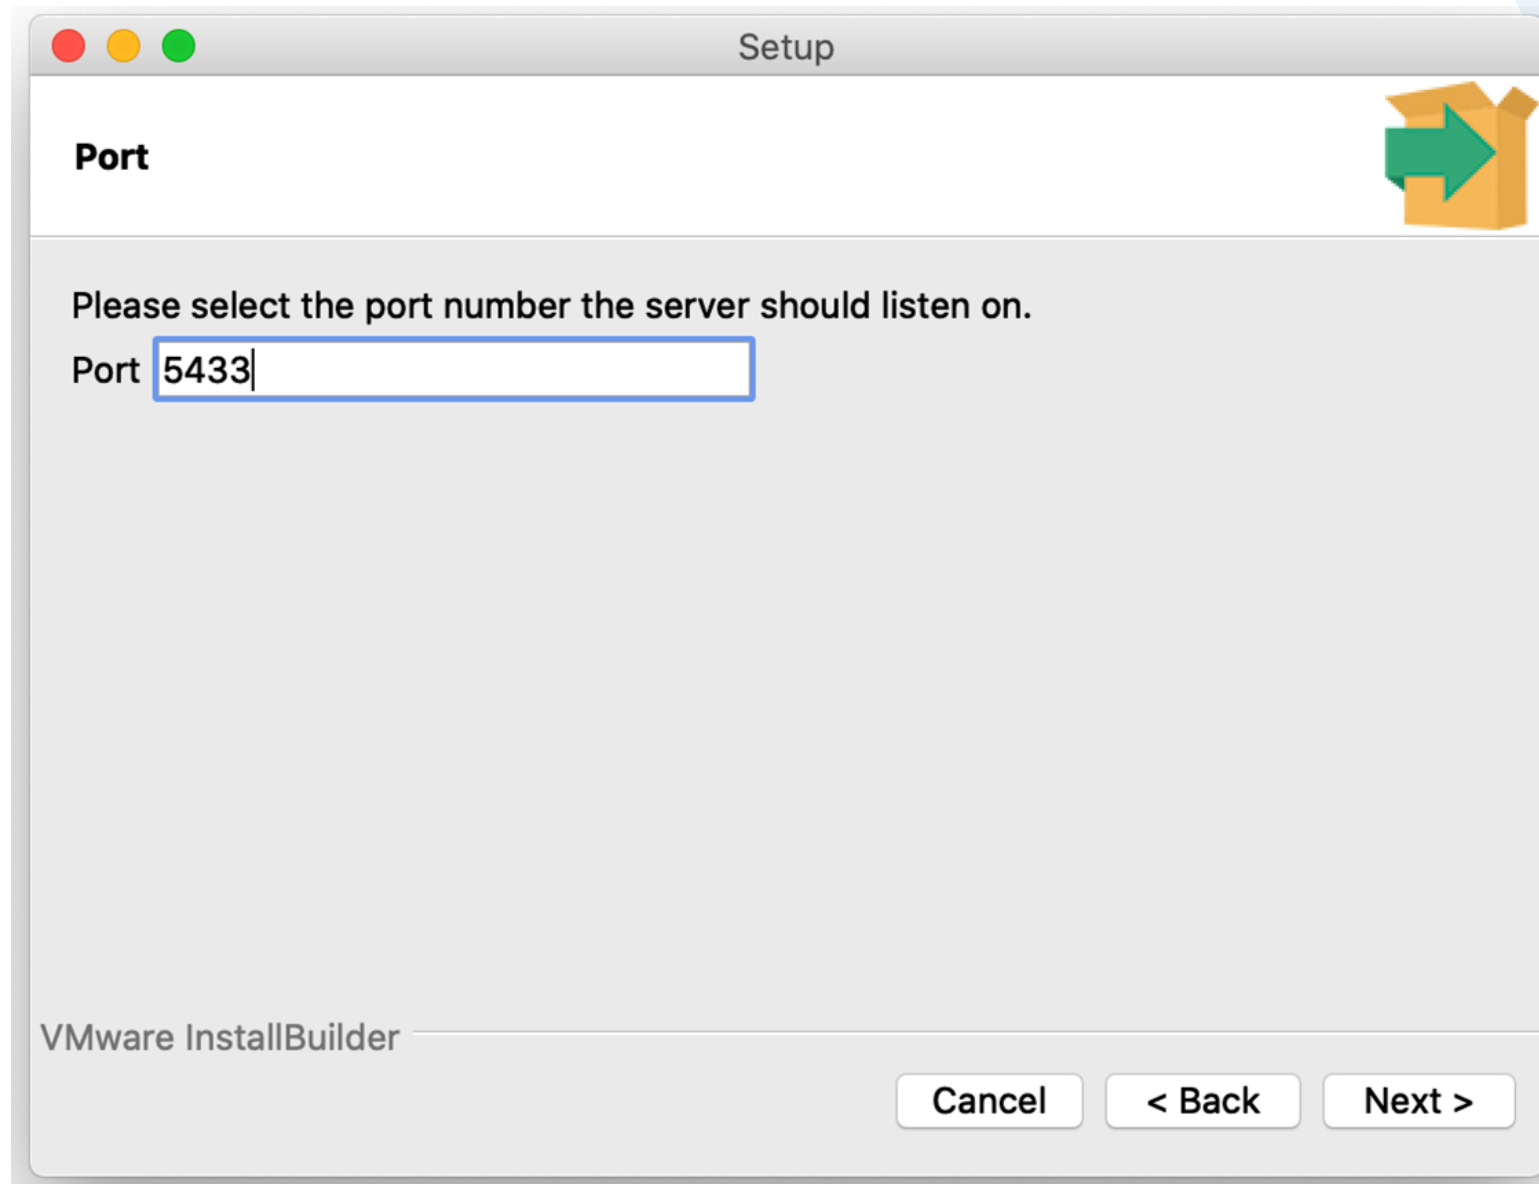 Setup
Port
Please select the port number the server should listen on.
Port 5433
VMware InstallBuilder
Cancel < Back Next >